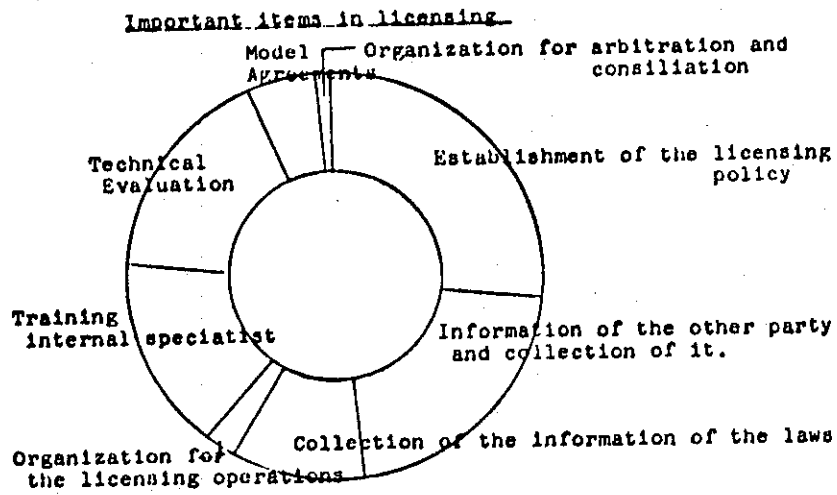 Important items in licensing
Model
Agreements
Organization for arbitration and
consiliation
Establishment of the licensing
policy
Technical
Evaluation
Training
internal speciatist
Information of the other party
and collection of it.
Collection of the information of the laws
Organization for
the licensing operations